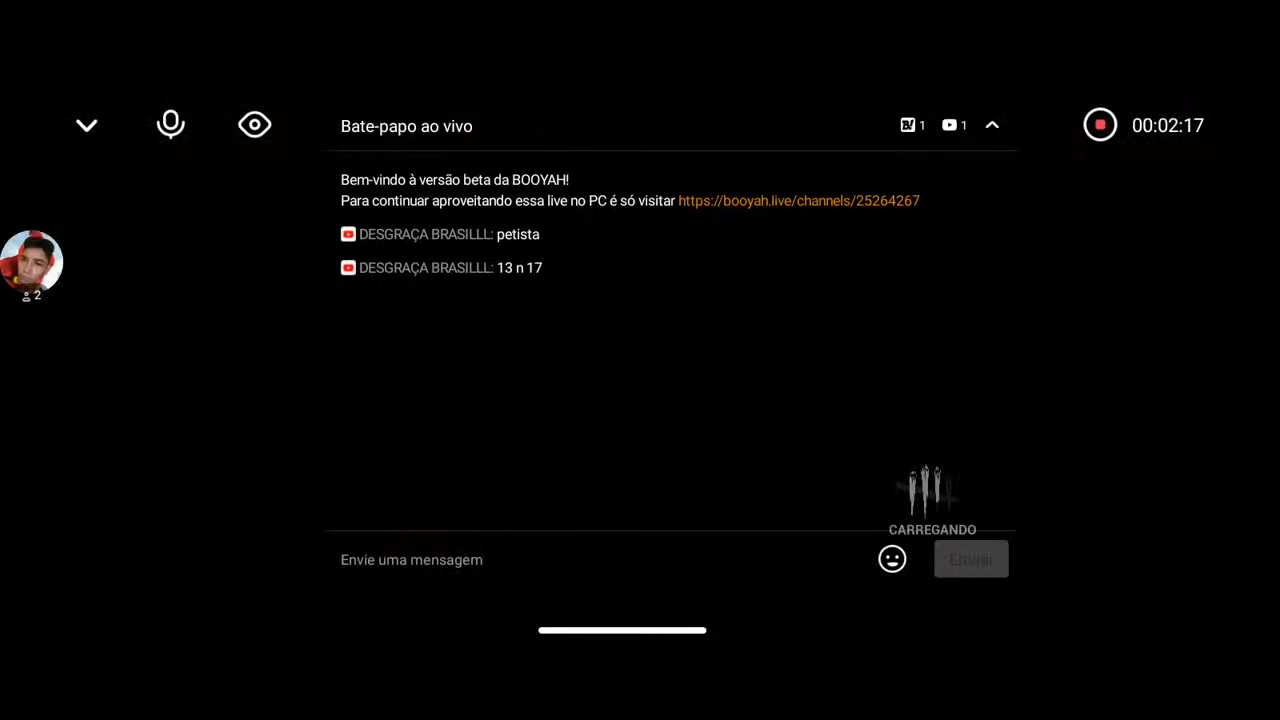 Bate-papo ao vivo
1
1
00:02:17
Bem-vindo à versão beta da BOOYAH!
Para continuar aproveitando essa live no PC é só visitar https://booyah.live/channels/25264267
DESGRAÇA BRASILLL: petista
DESGRAÇA BRASILLL: 13 n 17
2
CARREGANDO
Envie uma mensagem
Enviar